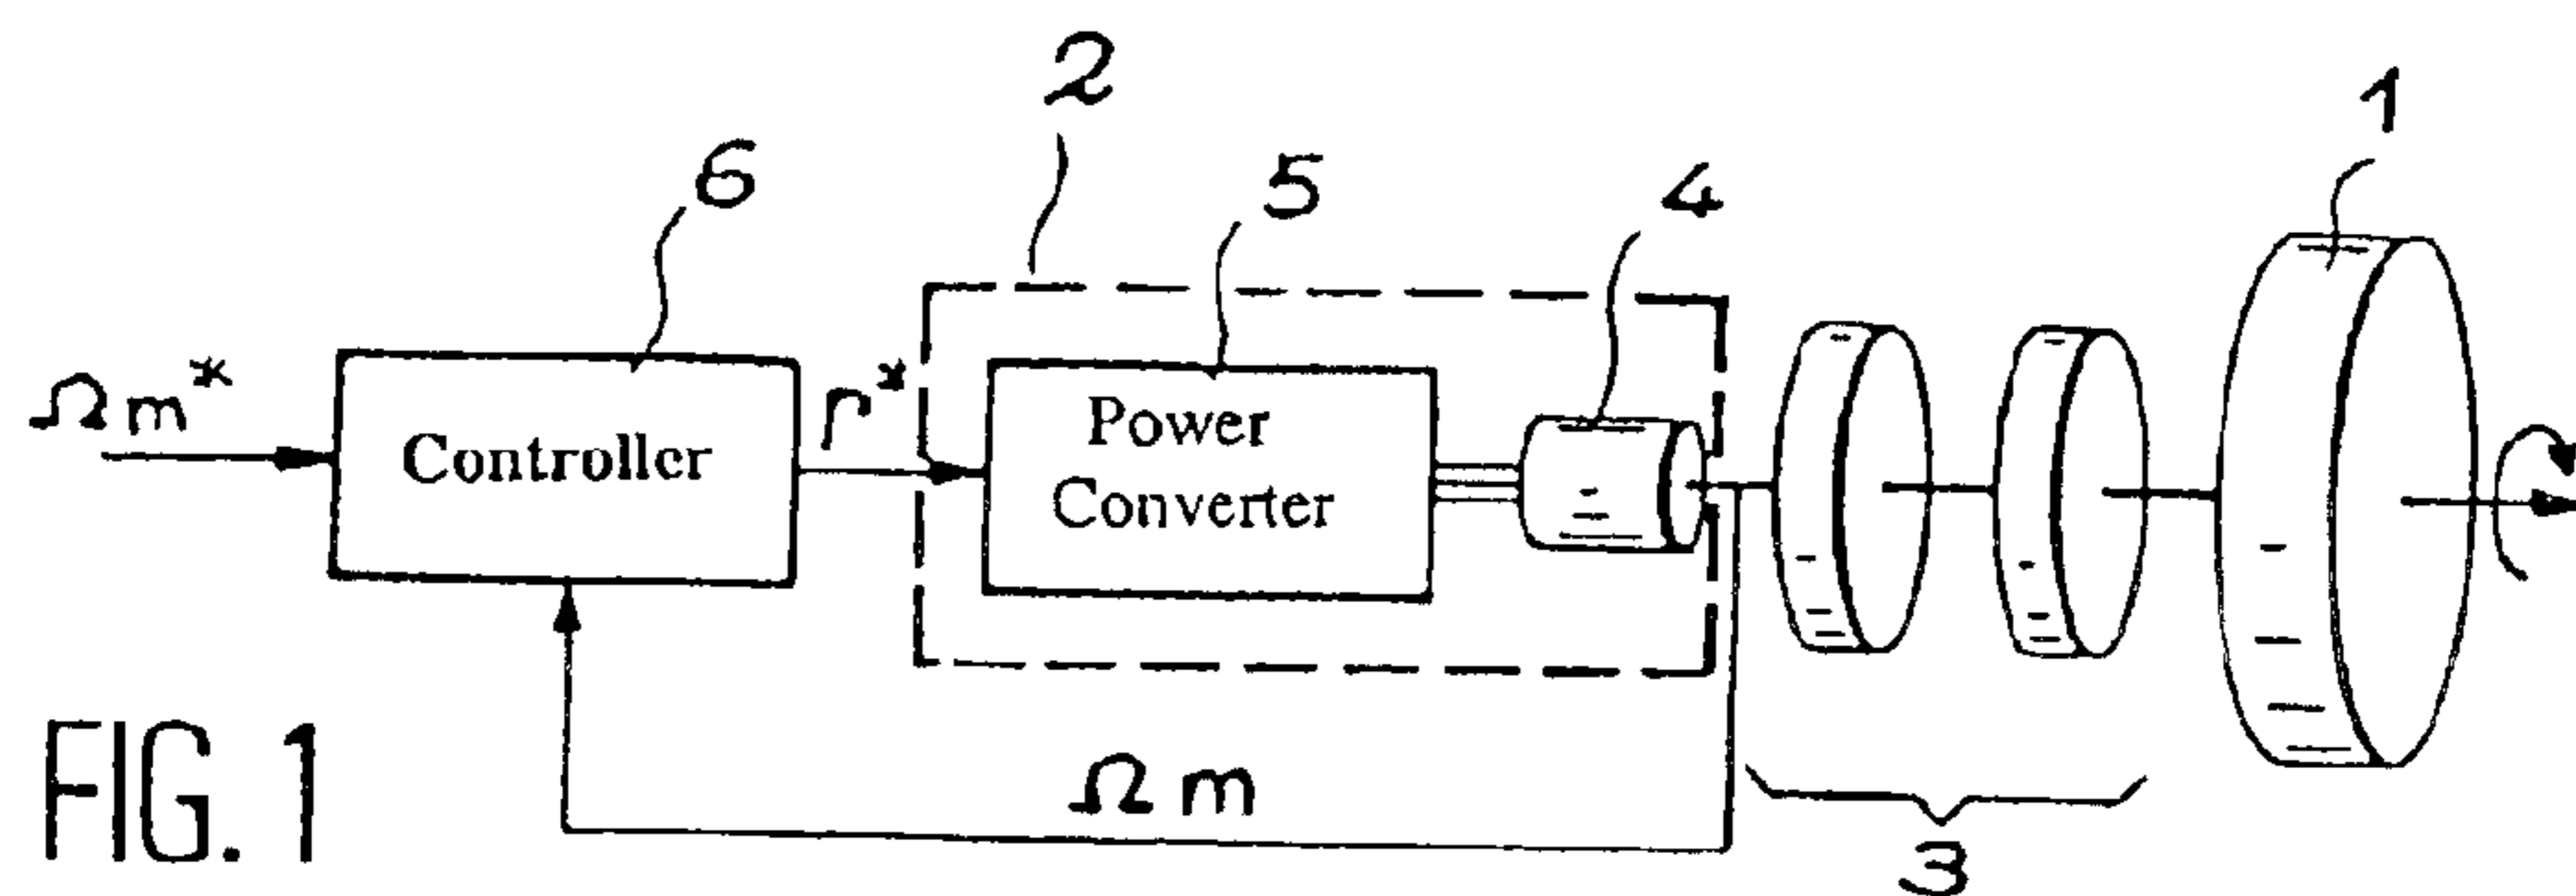 2
1
6
5
4
Ωm*
Γ*
Controller
Power
Converter
Ωm
3
FIG. 1